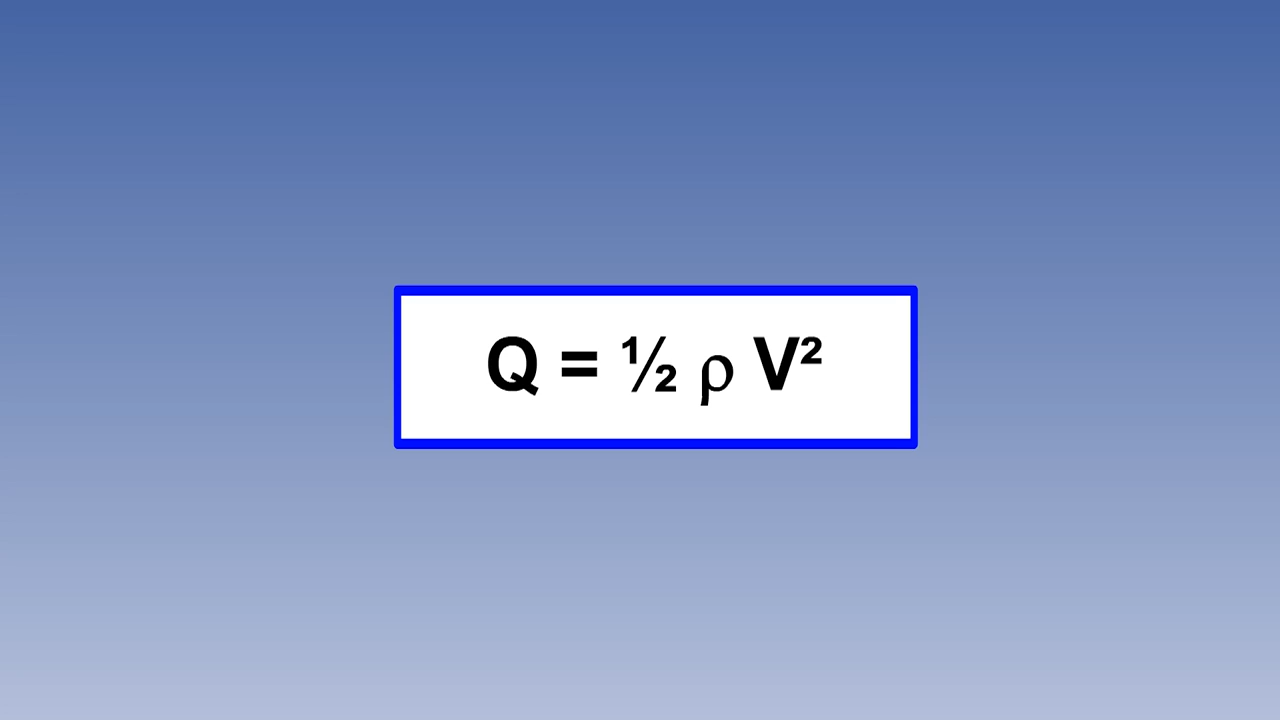 Q = ½ ρ V²